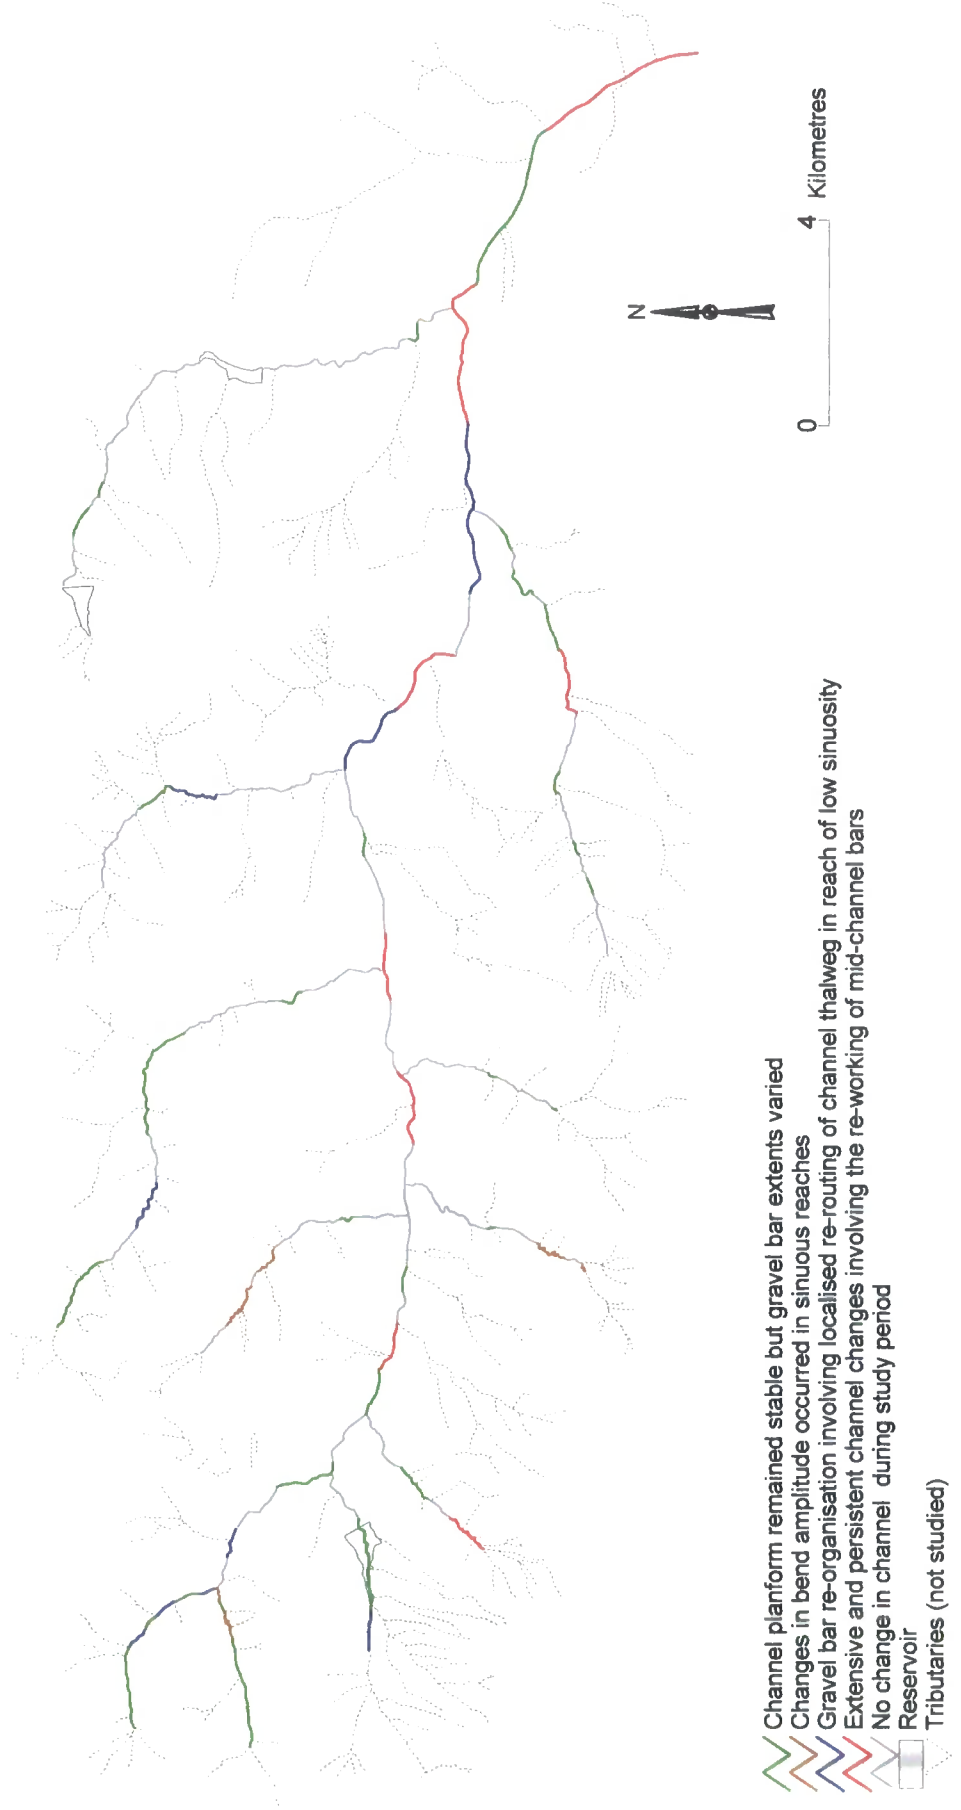 N
0
4 Kilometres
Channel planform remained stable but gravel bar extents varied
Changes in bend amplitude occurred in sinuous reaches
Gravel bar re-organisation involving localised re-routing of channel thalweg in reach of low sinuosity
Extensive and persistent channel changes involving the re-working of mid-channel bars
No change in channel during study period
Reservoir
Tributaries (not studied)